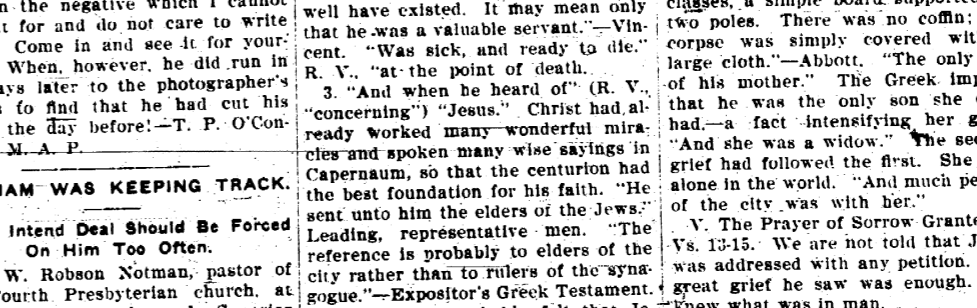 n the negative which I cannot
t for and do not care to write
Come in and see it for your-
When, however, he did run in
ays later to the photographer's
s fo find that he had cut his
the day before!—T. P. O'Con-
M. A. P.
AM WAS KEEPING TRACK.
Intend Deal Should Be Forced
On Him Too Often.
W. Robson Notman, pastor of
ourth Presbyterian church, at
well have existed. It may mean only
that he was a valuable servant."—Vin-
cent. "Was sick, and ready to die."
R. V., "at the point of death.
3. "And when he heard of" (R. V.,
"concerning") "Jesus." Christ had al-
ready worked many wonderful mira-
cles and spoken many wise sayings in
Capernaum, so that the centurion had
the best foundation for his faith. "He
sent unto him the elders of the Jews."
Leading, representative men. "The
reference is probably to elders of the
city rather than to rulers of the syna-
gogue."—Expositor's Greek Testament.
classes, a simple board supported
two poles. There was no coffin;
corpse was simply covered wit
large cloth."—Abbott. "The only
of his mother." The Greek imp
that he was the only son she
had.—a fact intensifying her g
"And she was a widow." The sec
grief had followed the first. She
alone in the world. "And much pe
of the city was with her."
V. The Prayer of Sorrow Grante
Vs. 13-15. We are not told that J
was addressed with any petition.
great grief he saw was enough.
knew what was in man.